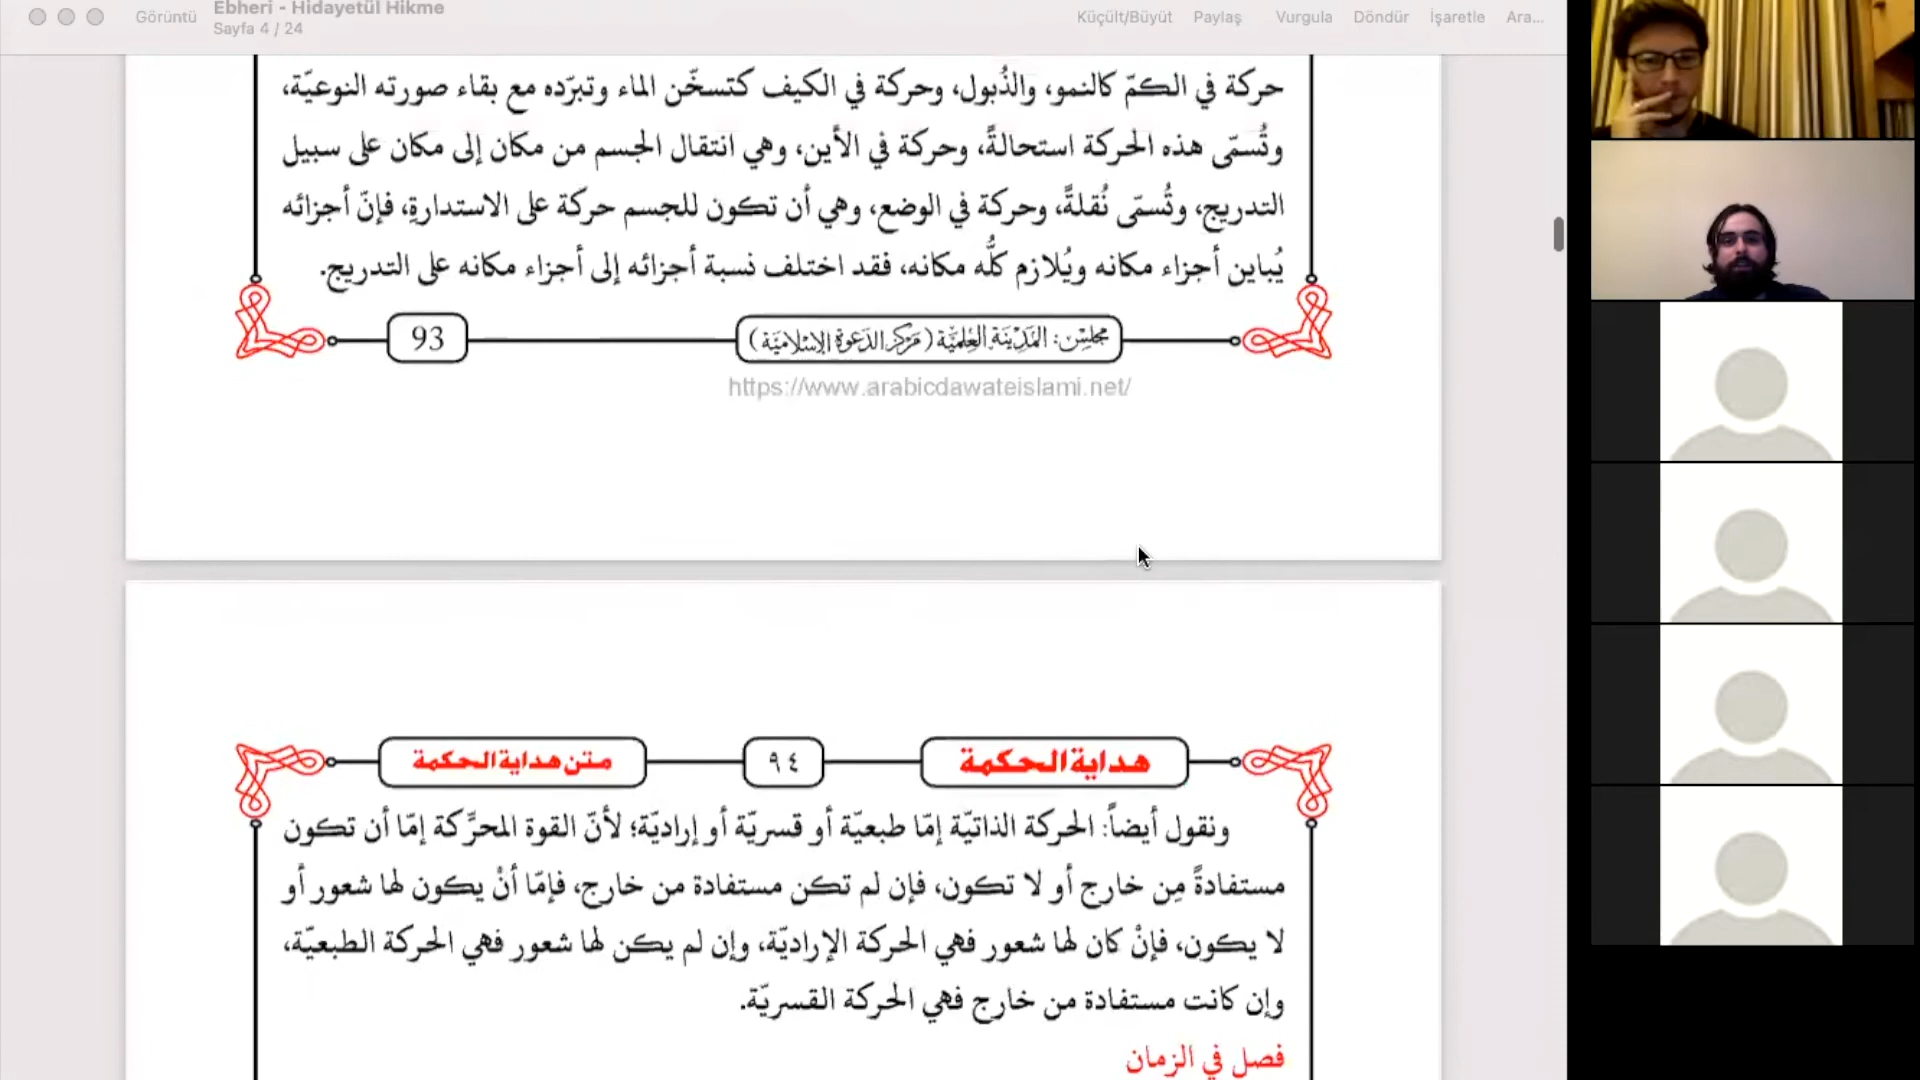 Görüntü
Ebheri - Hidayetül Hikme
Sayfa 4 / 24
Küçült/Büyüt Paylaş Vurgula Döndür İşaretle Ara...
حركة في الكمّ كالنمو، والذُبول، وحركة في الكيف كتسخّن الماء وتبرّده مع بقاء صورته النوعيّة،
وتُسمّى هذه الحركة استحالةً، وحركة في الأين، وهي انتقال الجسم من مكان إلى مكان على سبيل
التدريج، وتُسمّى نُقلةً، وحركة في الوضع، وهي أن تكون للجسم حركة على الاستدارةِ، فإنّ أجزائه
يُباين أجزاء مكانه ويُلازم كلُّه مكانه، فقد اختلف نسبة أجزائه إلى أجزاء مكانه على التدريج.
مجلس: المدينة العلمية (مركز الدعوة الإسلامية)
93
https://www.arabicdawateislami.net/
هداية الحكمة
٩٤
متن هداية الحكمة
ونقول أيضاً: الحركة الذاتيّة إمّا طبعيّة أو قسريّة أو إراديّة؛ لأنّ القوة المحرِّكة إمّا أن تكون
مستفادةً مِن خارج أو لا تكون، فإن لم تكن مستفادة من خارج، فإمّا أنْ يكون لها شعور أو
لا يكون، فإنْ كان لها شعور فهي الحركة الإراديّة، وإن لم يكن لها شعور فهي الحركة الطبعيّة،
وإن كانت مستفادة من خارج فهي الحركة القسريّة.
فصل في الزمان